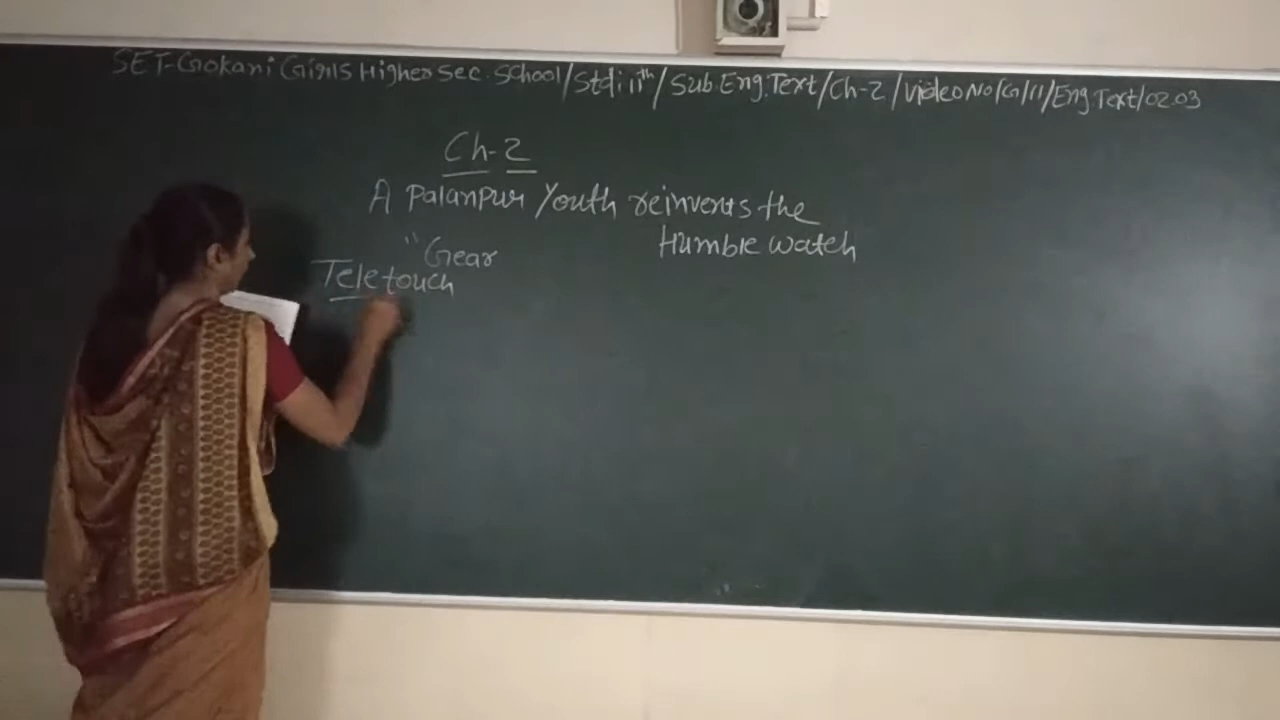 SET-Gokani Girls Higher Sec. School/Std:11th/Sub.Eng.Text/Ch-2/Video No/G/11/Eng Text/02.03
Ch-2
A Palanpur Youth reinvents the
Humble watch
" Gear
Teletouch